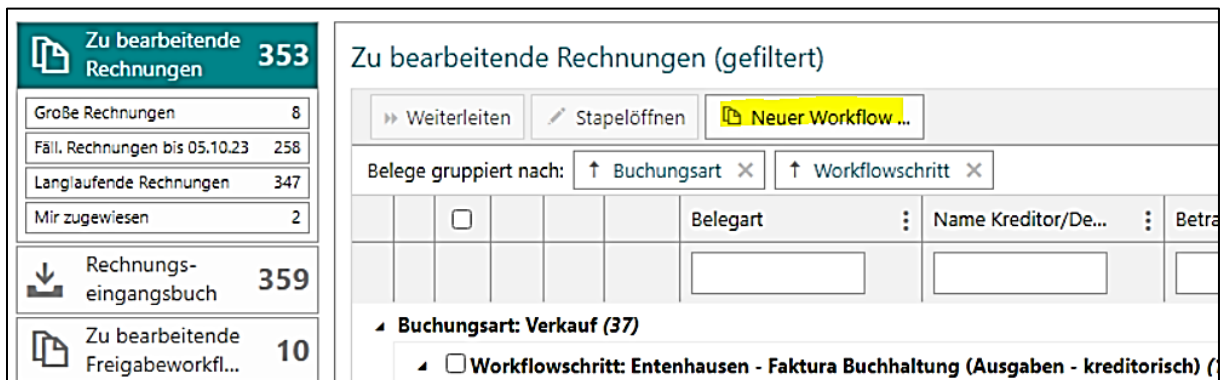 Zu bearbeitende
Rechnungen 353
Große Rechnungen 8
Fäll. Rechnungen bis 05.10.23 258
Langlaufende Rechnungen 347
Mir zugewiesen 2
Rechnungs-
eingangsbuch 359
Zu bearbeitende
Freigabeworkfl... 10
Zu bearbeitende Rechnungen (gefiltert)
Weiterleiten Stapelöffnen Neuer Workflow ...
Belege gruppiert nach: ↑ Buchungsart × ↑ Workflowschritt ×
Belegart Name Kreditor/De... Betra
Buchungsart: Verkauf (37)
Workflowschritt: Entenhausen - Faktura Buchhaltung (Ausgaben - kreditorisch)